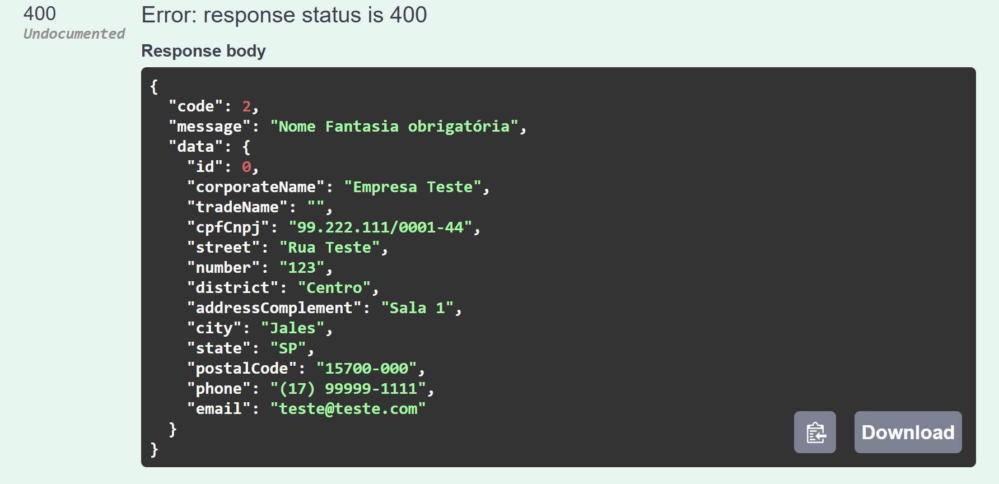 400
Undocumented
Error: response status is 400
Response body
{
  "code": 2,
  "message": "Nome Fantasia obrigatória",
  "data": {
    "id": 0,
    "corporateName": "Empresa Teste",
    "tradeName": "",
    "cpfCnpj": "99.222.111/0001-44",
    "street": "Rua Teste",
    "number": "123",
    "district": "Centro",
    "addressComplement": "Sala 1",
    "city": "Jales",
    "state": "SP",
    "postalCode": "15700-000",
    "phone": "(17) 99999-1111",
    "email": "teste@teste.com"
  }
}
Download